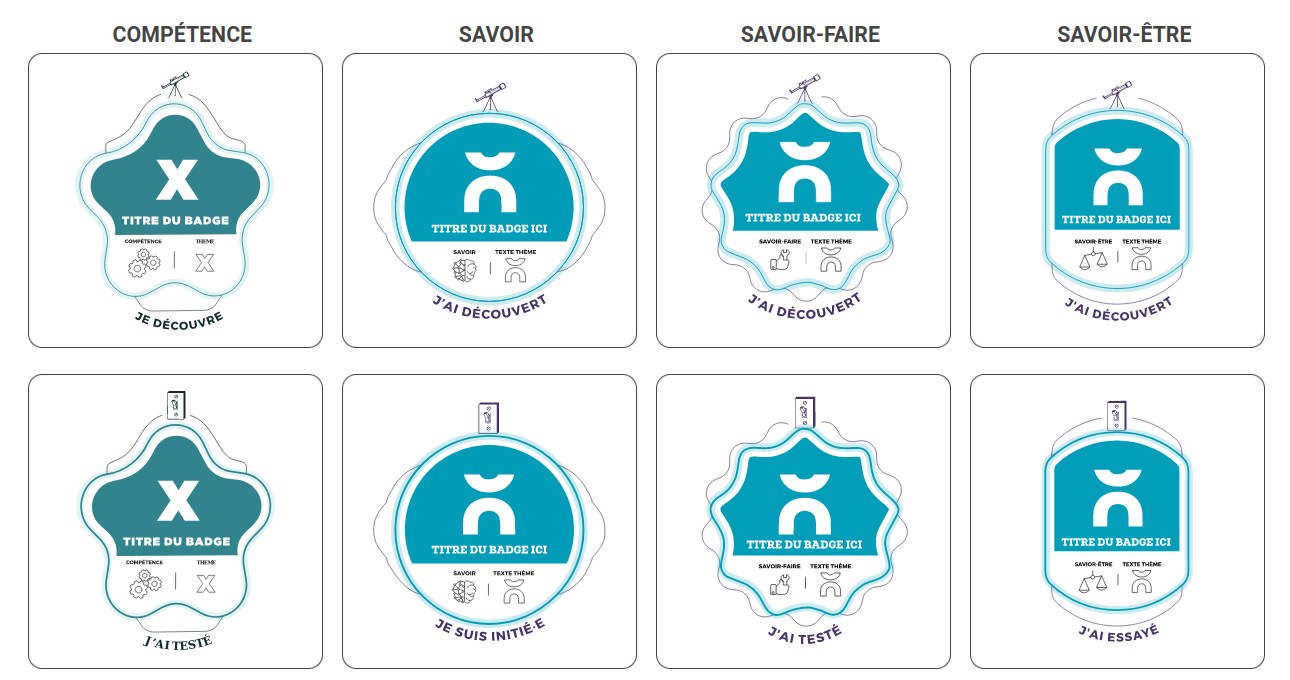 COMPÉTENCE
SAVOIR
SAVOIR-FAIRE
SAVOIR-ÊTRE
X
TITRE DU BADGE
COMPÉTENCE THEME
X
JE DÉCOUVRE
TITRE DU BADGE ICI
SAVOIR TEXTE THÈME
J'AI DÉCOUVERT
TITRE DU BADGE ICI
SAVOIR-FAIRE TEXTE THÈME
J'AI DÉCOUVERT
TITRE DU BADGE ICI
SAVOIR-ÊTRE TEXTE THÈME
J'AI DÉCOUVERT
X
TITRE DU BADGE
COMPÉTENCE THEME
X
J'AI TESTÉ
TITRE DU BADGE ICI
SAVOIR TEXTE THÈME
JE SUIS INITIÉ·E
TITRE DU BADGE ICI
SAVOIR-FAIRE TEXTE THÈME
J'AI TESTÉ
TITRE DU BADGE ICI
SAVIOR-ÊTRE TEXTE THÈME
J'AI ESSAYÉ